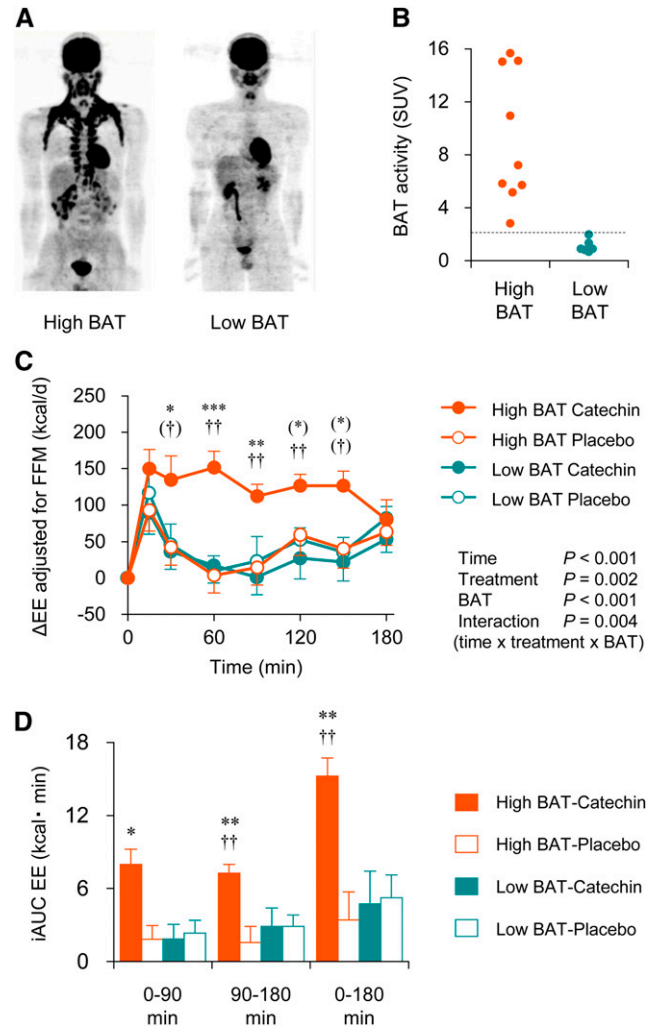 A
High BAT
Low BAT
B
BAT activity (SUV)
16
12
8
4
0
High
BAT
Low
BAT
C
ΔEE adjusted for FFM (kcal/d)
250
200
150
100
50
0
-50
*
(†)
***
††
**
††
(*)
††
(*)
(†)
0
60
120
180
Time (min)
High BAT Catechin
High BAT Placebo
Low BAT Catechin
Low BAT Placebo
Time P < 0.001
Treatment P = 0.002
BAT P < 0.001
Interaction P = 0.004
(time x treatment x BAT)
D
iAUC EE (kcal· min)
18
12
6
0
*
**
††
**
††
0-90
min
90-180
min
0-180
min
High BAT-Catechin
High BAT-Placebo
Low BAT-Catechin
Low BAT-Placebo